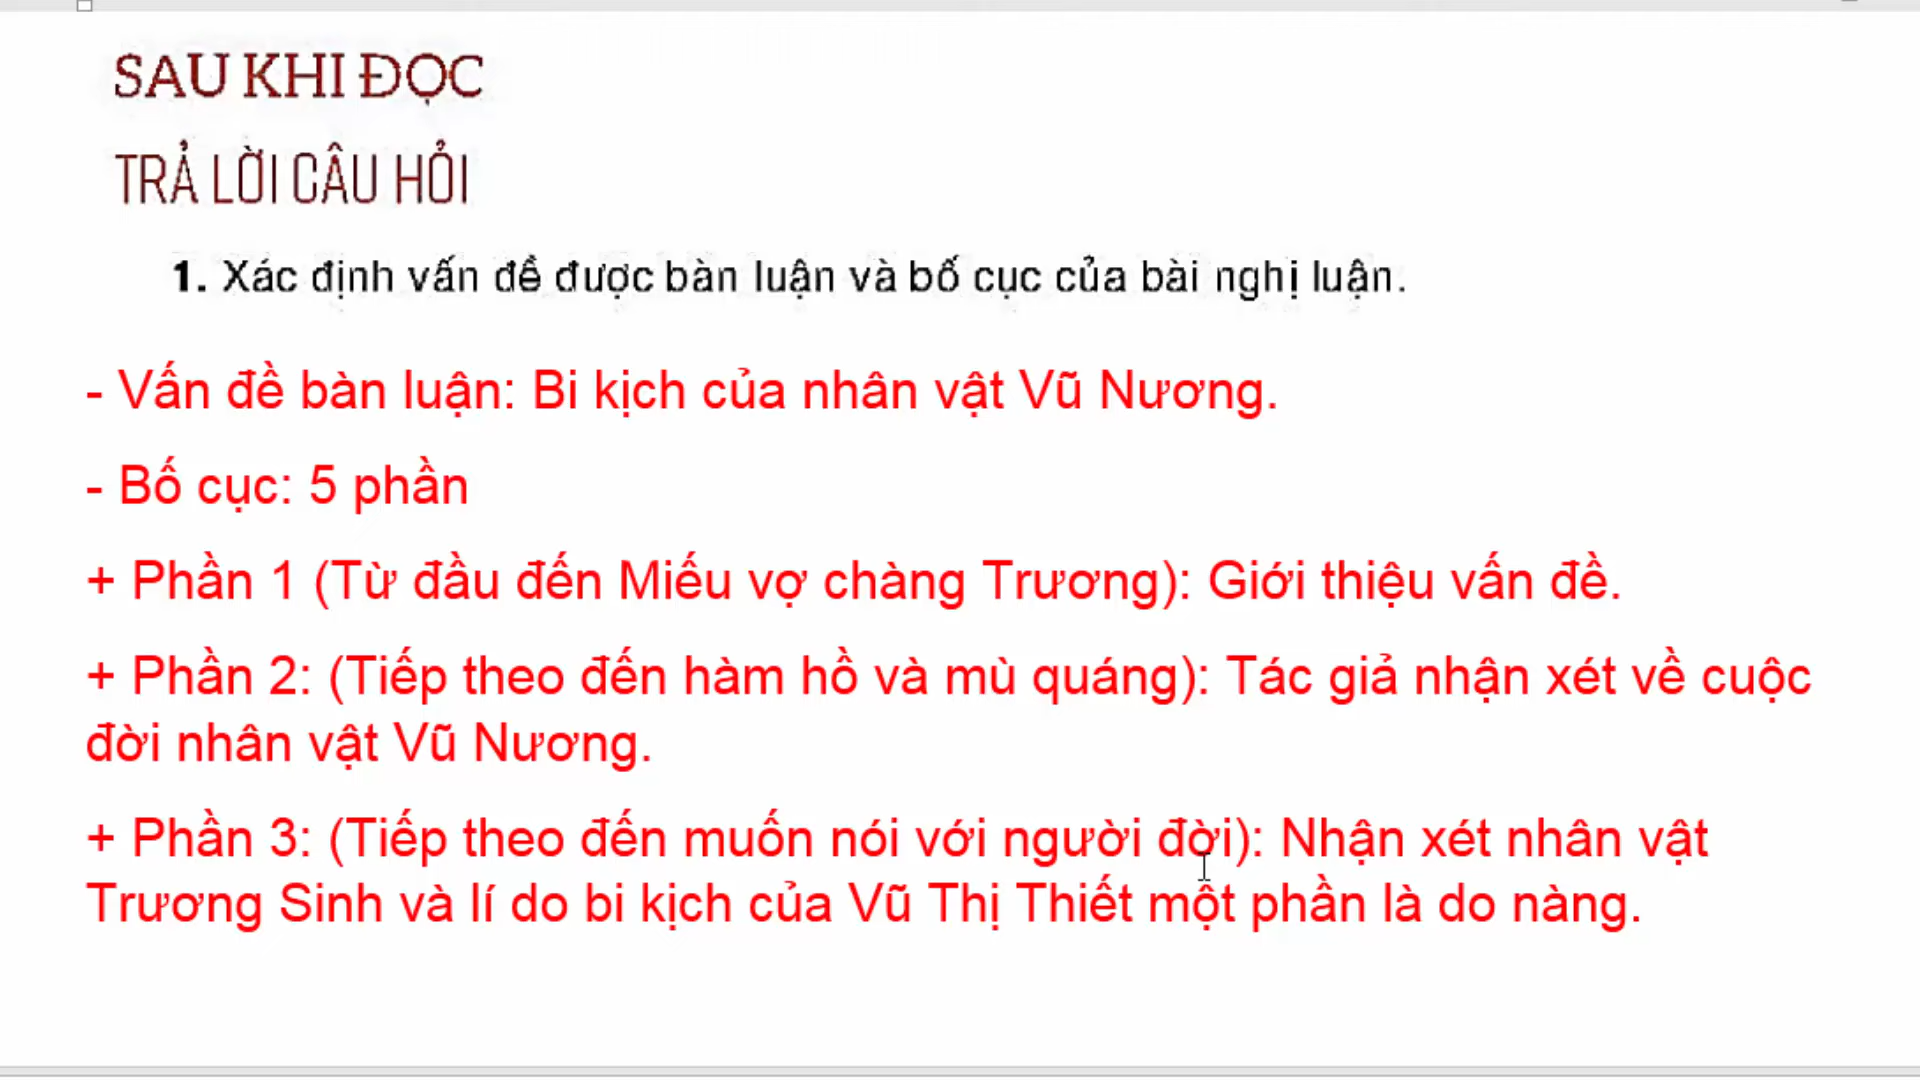 SAU KHI ĐỌC
TRẢ LỜI CÂU HỎI
1. Xác định vấn đề được bàn luận và bố cục của bài nghị luận.
- Vấn đề bàn luận: Bi kịch của nhân vật Vũ Nương.
- Bố cục: 5 phần
+ Phần 1 (Từ đầu đến Miếu vợ chàng Trương): Giới thiệu vấn đề.
+ Phần 2: (Tiếp theo đến hàm hồ và mù quáng): Tác giả nhận xét về cuộc
đời nhân vật Vũ Nương.
+ Phần 3: (Tiếp theo đến muốn nói với người đời): Nhận xét nhân vật
Trương Sinh và lí do bi kịch của Vũ Thị Thiết một phần là do nàng.